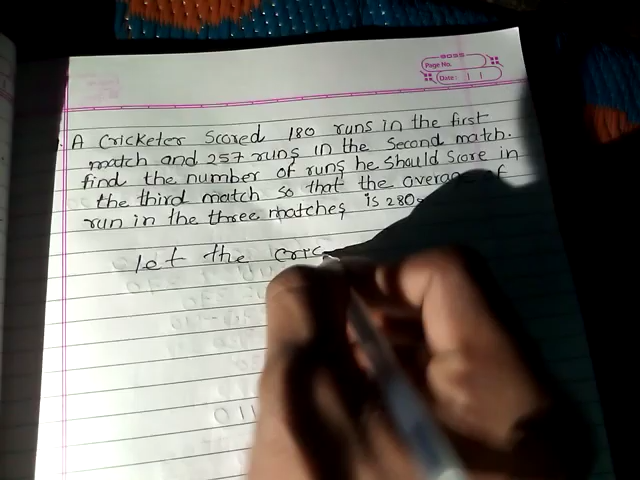 Page No.
Date:
A Cricketer Scored 180 runs in the first
match and 257 runs in the Second match.
find the number of runs he Should Score in
the third match so that the average of
run in the three matches is 280
let the cric